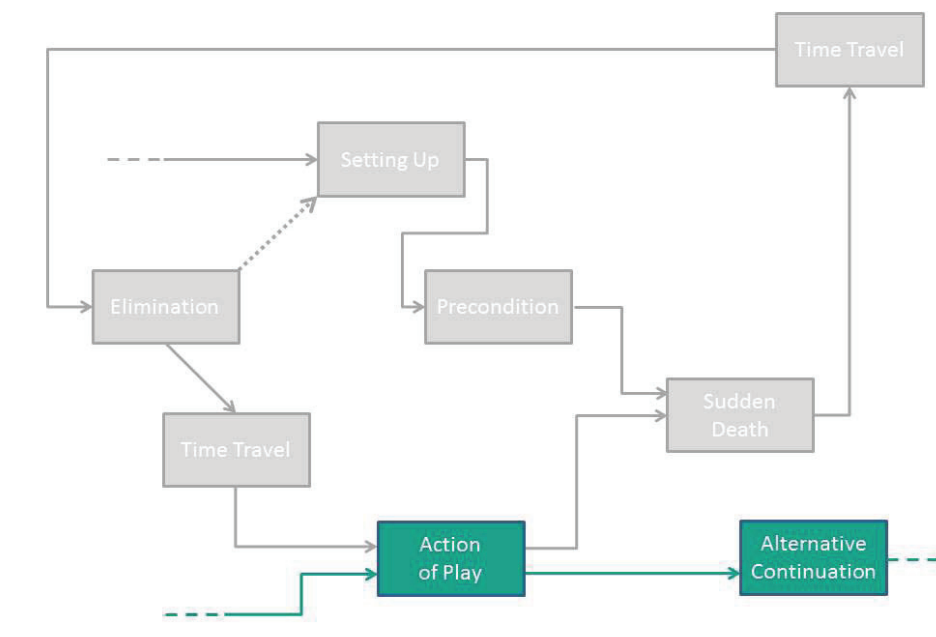 Time Travel
Setting Up
Elimination
Precondition
Sudden
Death
Time Travel
Action
of Play
Alternative
Continuation